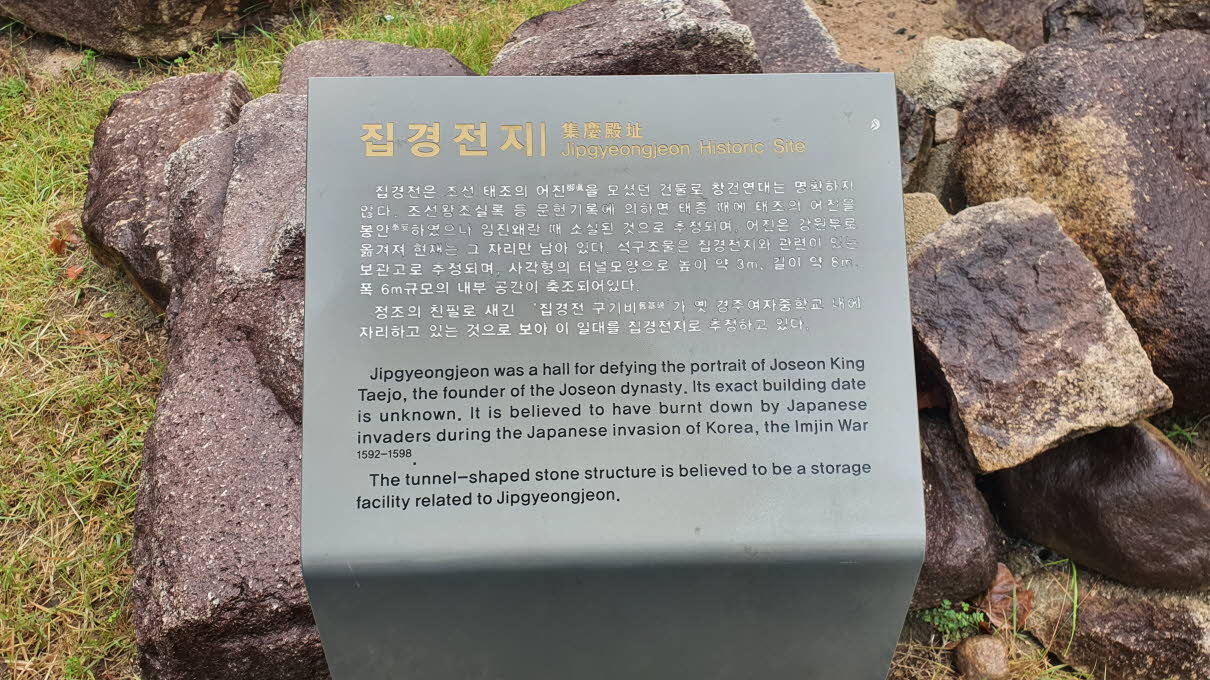 집경전지
集慶殿址
Jipgyeongjeon Historic Site
집경전은 조선 태조의 어진御眞을 모셨던 건물로 창건연대는 명확하지
않다. 조선왕조실록 등 문헌기록에 의하면 태종 때에 태조의 어진을
봉안奉安하였으나 임진왜란 때 소실된 것으로 추정되며, 어진은 강원부로
옮겨져 현재는 그 자리만 남아 있다. 석구조물은 집경전지와 관련이 있는
보관고로 추정되며, 사각형의 터널모양으로 높이 약 3m, 길이 약 8m,
폭 6m규모의 내부 공간이 축조되어있다.
정조의 친필로 새긴 '집경전 구기비舊基碑'가 옛 경주여자중학교 내에
자리하고 있는 것으로 보아 이 일대를 집경전지로 추정하고 있다.
Jipgyeongjeon was a hall for defying the portrait of Joseon King
Taejo, the founder of the Joseon dynasty. Its exact building date
is unknown. It is believed to have burnt down by Japanese
invaders during the Japanese invasion of Korea, the Imjin War
1592-1598.
The tunnel-shaped stone structure is believed to be a storage
facility related to Jipgyeongjeon.